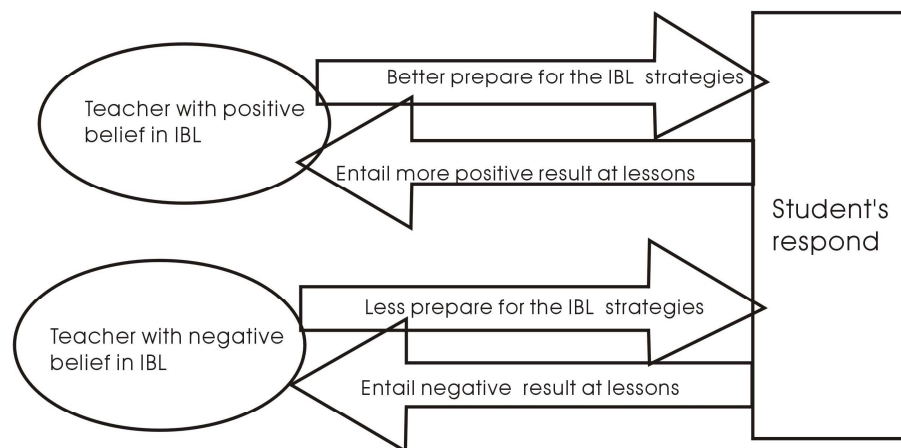 Better prepare for the IBL strategies
Teacher with positive
belief in IBL
Entail more positive result at lessons
Student's
respond
Less prepare for the IBL strategies
Teacher with negative
belief in IBL
Entail negative result at lessons